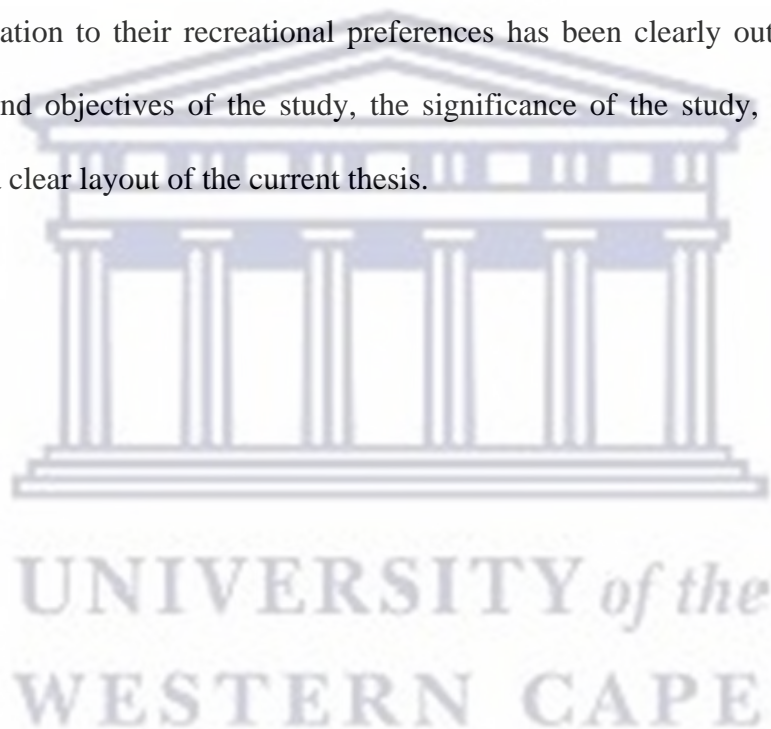 ation to their recreational preferences has been clearly out
nd objectives of the study, the significance of the study,
clear layout of the current thesis.
UNIVERSITY of the
WESTERN CAPE